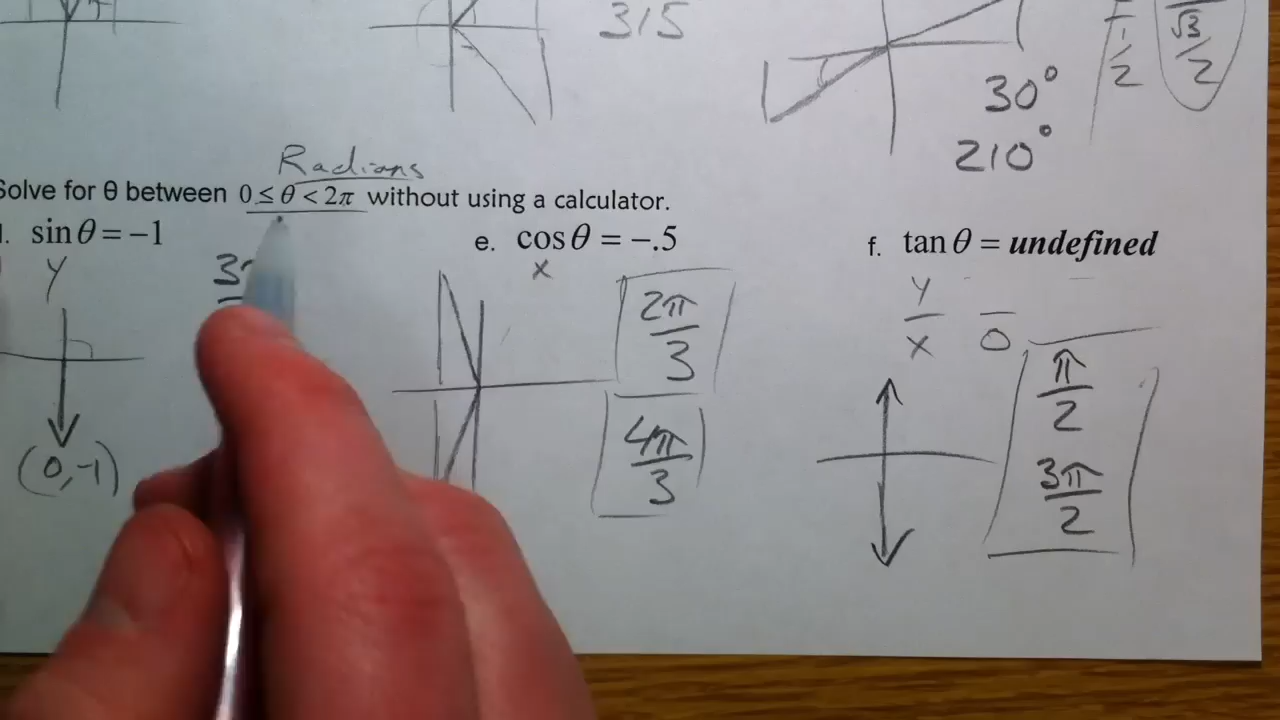 315
√3/2
1/2
30°
210°
Radians
Solve for θ between 0 ≤ θ < 2π without using a calculator.
sin θ = −1
e. cos θ = −.5
f. tan θ = undefined
y
x
y/x
0
(0,-1)
2π/3
4π/3
π/2
3π/2